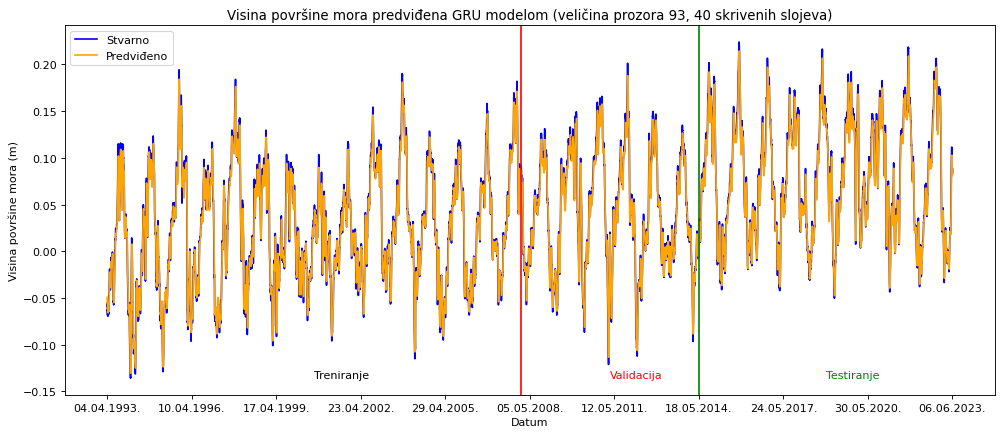 Visina površine mora predviđena GRU modelom (veličina prozora 93, 40 skrivenih slojeva)
Stvarno
Predviđeno
Visina površine mora (m)
0.20
0.15
0.10
0.05
0.00
−0.05
−0.10
−0.15
Treniranje
Validacija
Testiranje
04.04.1993.
10.04.1996.
17.04.1999.
23.04.2002.
29.04.2005.
05.05.2008.
12.05.2011.
18.05.2014.
24.05.2017.
30.05.2020.
06.06.2023.
Datum